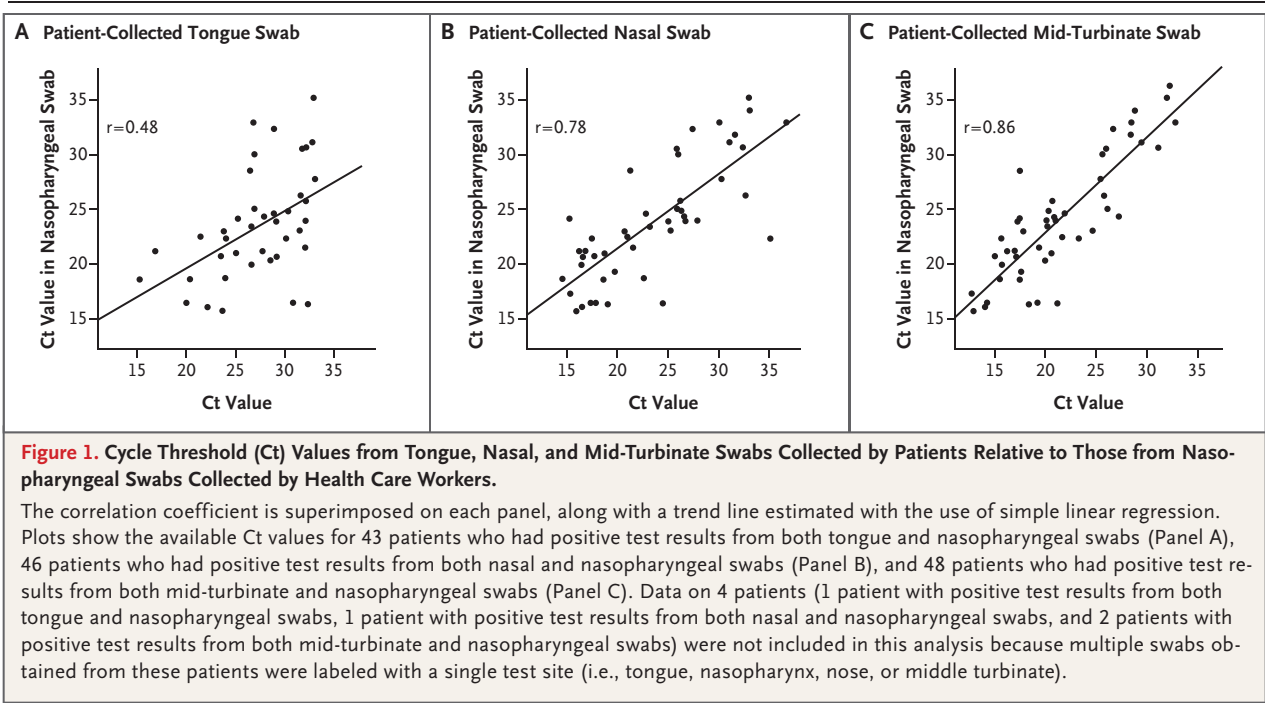 A Patient-Collected Tongue Swab
Ct Value in Nasopharyngeal Swab
35
30
25
20
15
r=0.48
15 20 25 30 35
Ct Value
B Patient-Collected Nasal Swab
Ct Value in Nasopharyngeal Swab
35
30
25
20
15
r=0.78
15 20 25 30 35
Ct Value
C Patient-Collected Mid-Turbinate Swab
Ct Value in Nasopharyngeal Swab
35
30
25
20
15
r=0.86
15 20 25 30 35
Ct Value
Figure 1. Cycle Threshold (Ct) Values from Tongue, Nasal, and Mid-Turbinate Swabs Collected by Patients Relative to Those from Naso-
pharyngeal Swabs Collected by Health Care Workers.
The correlation coefficient is superimposed on each panel, along with a trend line estimated with the use of simple linear regression.
Plots show the available Ct values for 43 patients who had positive test results from both tongue and nasopharyngeal swabs (Panel A),
46 patients who had positive test results from both nasal and nasopharyngeal swabs (Panel B), and 48 patients who had positive test re-
sults from both mid-turbinate and nasopharyngeal swabs (Panel C). Data on 4 patients (1 patient with positive test results from both
tongue and nasopharyngeal swabs, 1 patient with positive test results from both nasal and nasopharyngeal swabs, and 2 patients with
positive test results from both mid-turbinate and nasopharyngeal swabs) were not included in this analysis because multiple swabs ob-
tained from these patients were labeled with a single test site (i.e., tongue, nasopharynx, nose, or middle turbinate).